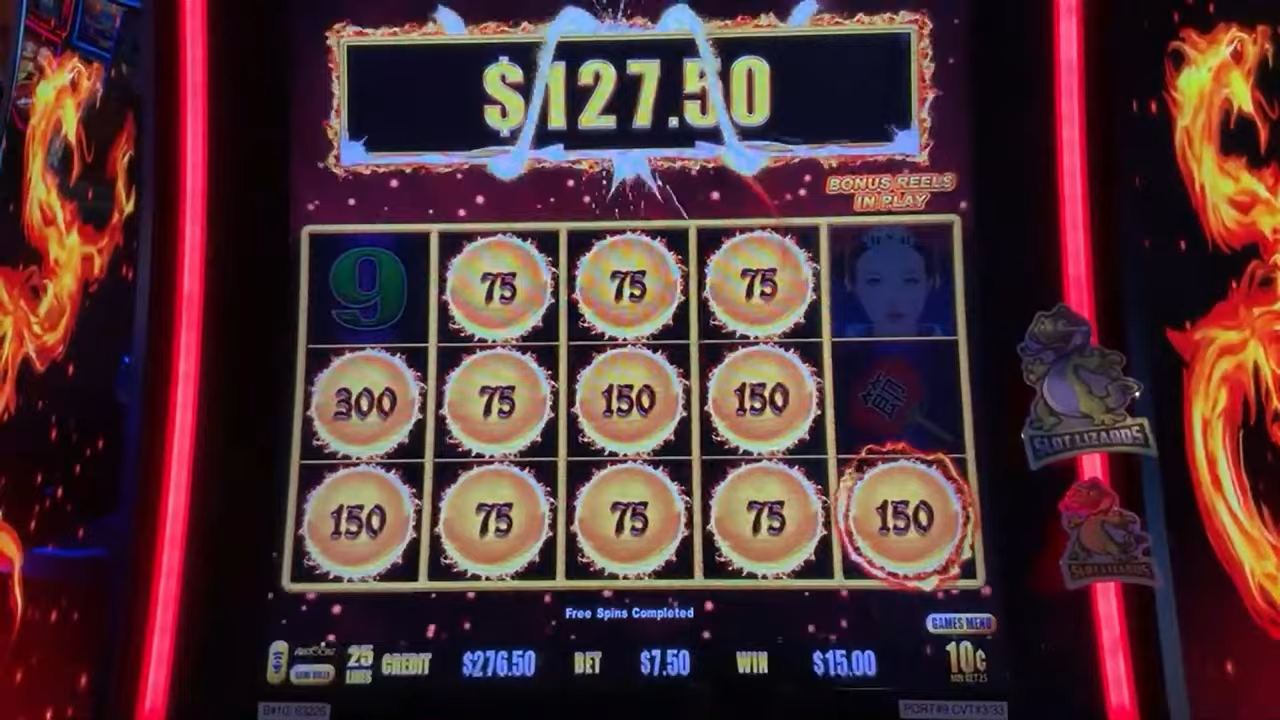 $127.50
BONUS REELS
IN PLAY
9 75 75 75
300 75 150 150
150 75 75 75 150
Free Spins Completed
GAMES MENU
25
LINES
CREDIT $276.50 BET $7.50 WIN $15.00 10¢
SLOT LIZARDS
SLOT LIZARDS